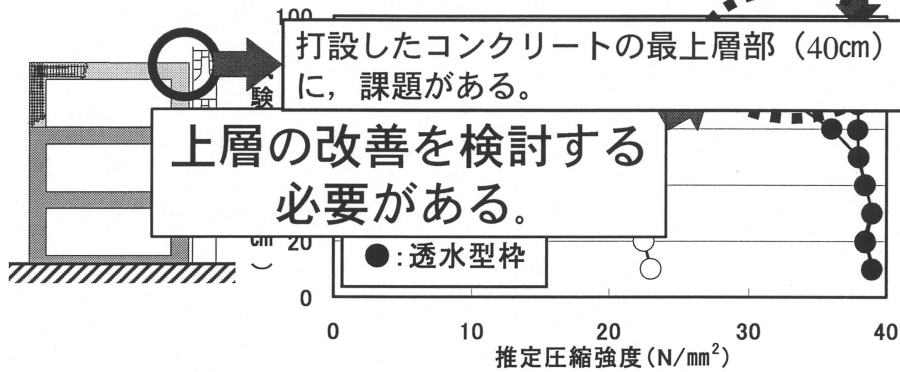 100
打設したコンクリートの最上層部（40cm）
に，課題がある。
験
上層の改善を検討する
必要がある。
cm
20
）
●：透水型枠
0
0 10 20 30 40
推定圧縮強度（N/mm²）